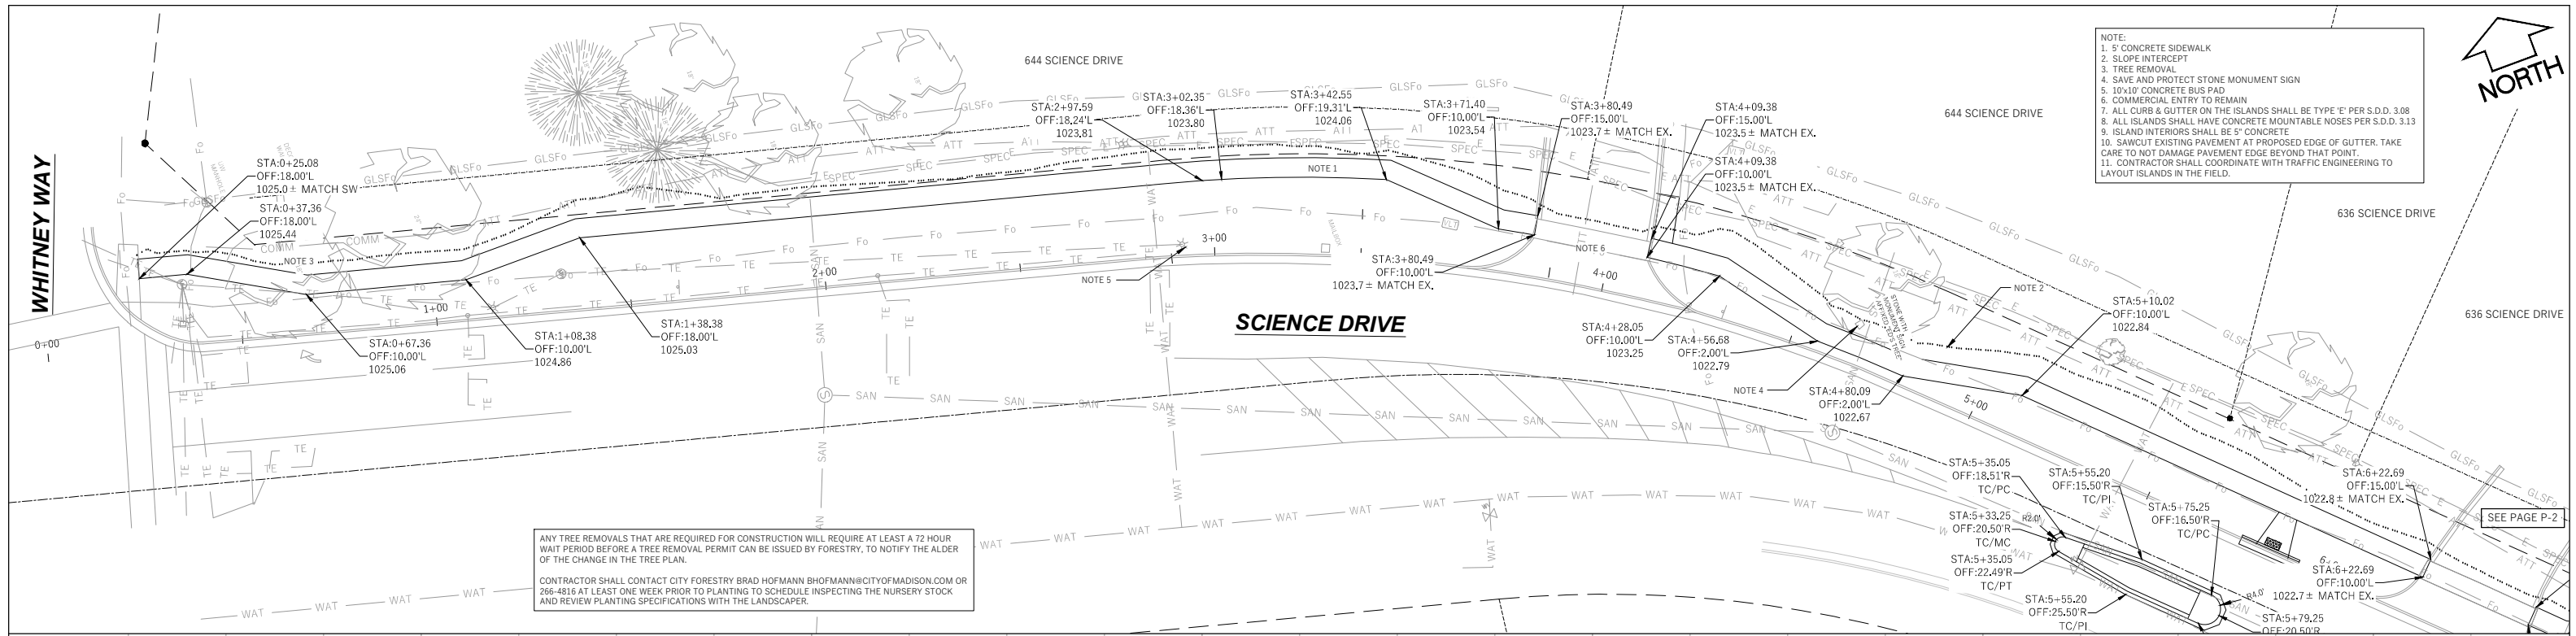 WHITNEY WAY
SCIENCE DRIVE
NORTH
644 SCIENCE DRIVE
644 SCIENCE DRIVE
636 SCIENCE DRIVE
636 SCIENCE DRIVE
NOTE:
1. 5' CONCRETE SIDEWALK
2. SLOPE INTERCEPT
3. TREE REMOVAL
4. SAVE AND PROTECT STONE MONUMENT SIGN
5. 10'x10' CONCRETE BUS PAD
6. COMMERCIAL ENTRY TO REMAIN
7. ALL CURB & GUTTER ON THE ISLANDS SHALL BE TYPE 'E' PER S.D.D. 3.08
8. ALL ISLANDS SHALL HAVE CONCRETE MOUNTABLE NOSES PER S.D.D. 3.13
9. ISLAND INTERIORS SHALL BE 5" CONCRETE
10. SAWCUT EXISTING PAVEMENT AT PROPOSED EDGE OF GUTTER. TAKE
CARE TO NOT DAMAGE PAVEMENT EDGE BEYOND THAT POINT.
11. CONTRACTOR SHALL COORDINATE WITH TRAFFIC ENGINEERING TO
LAYOUT ISLANDS IN THE FIELD.
STA:0+25.08
OFF:18.00'L
1025.0± MATCH SW
STA:0+37.36
OFF:18.00'L
1025.44
NOTE 3
STA:0+67.36
OFF:10.00'L
1025.06
STA:1+08.38
OFF:10.00'L
1024.86
STA:1+38.38
OFF:18.00'L
1025.03
STA:2+97.59
OFF:18.24'L
1023.81
STA:3+02.35
OFF:18.36'L
1023.80
STA:3+42.55
OFF:19.31'L
1024.06
STA:3+71.40
OFF:10.00'L
1023.54
STA:3+80.49
OFF:15.00'L
1023.7± MATCH EX.
STA:4+09.38
OFF:15.00'L
1023.5± MATCH EX.
STA:4+09.38
OFF:10.00'L
1023.5± MATCH EX.
NOTE 1
NOTE 5
NOTE 6
STA:3+80.49
OFF:10.00'L
1023.7± MATCH EX.
STA:4+28.05
OFF:10.00'L
1023.25
STA:4+56.68
OFF:2.00'L
1022.79
NOTE 4
STA:4+80.09
OFF:2.00'L
1022.67
NOTE 2
STA:5+10.02
OFF:10.00'L
1022.84
STONE WITH
MONUMENT SIGN
STA:5+35.05
OFF:18.51'R
TC/PC
STA:5+55.20
OFF:15.50'R
TC/PI
STA:5+75.25
OFF:16.50'R
TC/PC
STA:5+33.25
OFF:20.50'R
TC/MC
STA:5+35.05
OFF:22.49'R
TC/PT
STA:5+55.20
OFF:25.50'R
TC/PI
R2.0'
R4.0'
STA:5+79.25
OFF:20.50'R
STA:6+22.69
OFF:15.00'L
1022.8± MATCH EX.
STA:6+22.69
OFF:10.00'L
1022.7± MATCH EX.
SEE PAGE P-2
0+00
1+00
2+00
3+00
4+00
5+00
MAILBOX
VLT
ANY TREE REMOVALS THAT ARE REQUIRED FOR CONSTRUCTION WILL REQUIRE AT LEAST A 72 HOUR
WAIT PERIOD BEFORE A TREE REMOVAL PERMIT CAN BE ISSUED BY FORESTRY, TO NOTIFY THE ALDER
OF THE CHANGE IN THE TREE PLAN.
CONTRACTOR SHALL CONTACT CITY FORESTRY BRAD HOFMANN BHOFMANN@CITYOFMADISON.COM OR
266-4816 AT LEAST ONE WEEK PRIOR TO PLANTING TO SCHEDULE INSPECTING THE NURSERY STOCK
AND REVIEW PLANTING SPECIFICATIONS WITH THE LANDSCAPER.